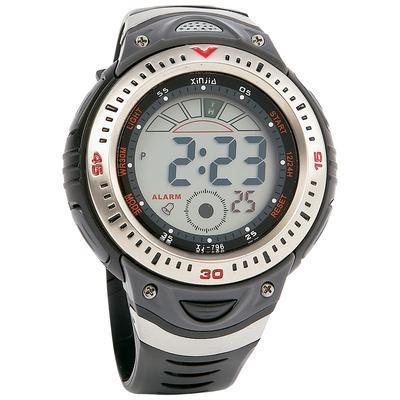 xinjia
55
05
LIGHT
START
F
H
WR30M
12/24H
45
15
P
2:23
ALARM
25
MODE
RESET
35
25
XJ-796
30